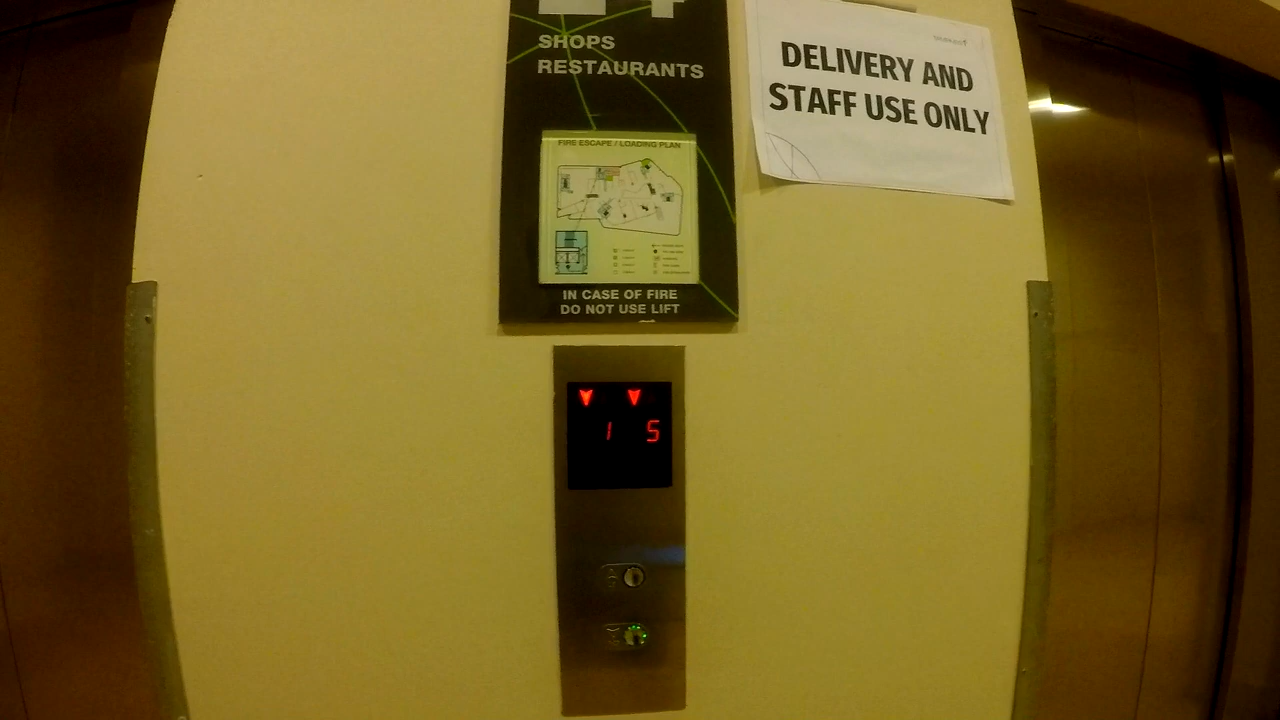 SHOPS
RESTAURANTS
DELIVERY AND
STAFF USE ONLY
FIRE ESCAPE / LOADING PLAN
IN CASE OF FIRE
DO NOT USE LIFT
1 5